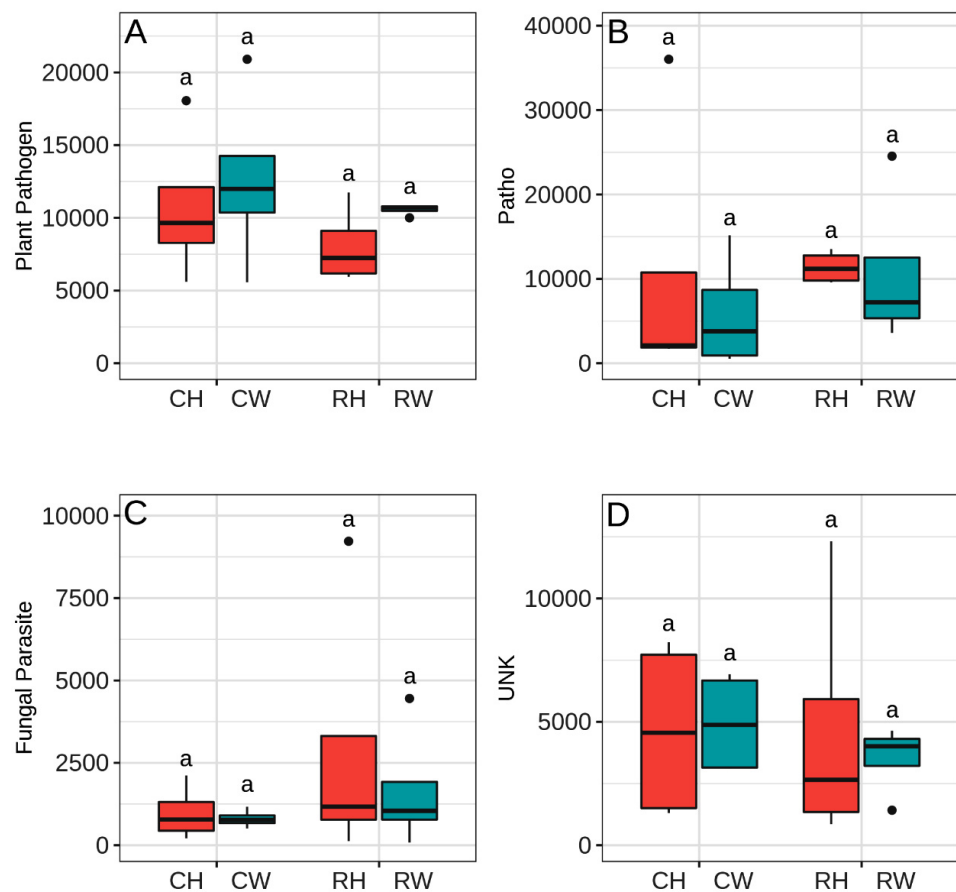 A
Plant Pathogen
20000
15000
10000
5000
0
a
a
a
a
CH CW RH RW
B
Patho
40000
30000
20000
10000
0
a
a
a
a
CH CW RH RW
C
Fungal Parasite
10000
7500
5000
2500
0
a
a
a
a
CH CW RH RW
D
UNK
10000
5000
0
a
a
a
a
CH CW RH RW